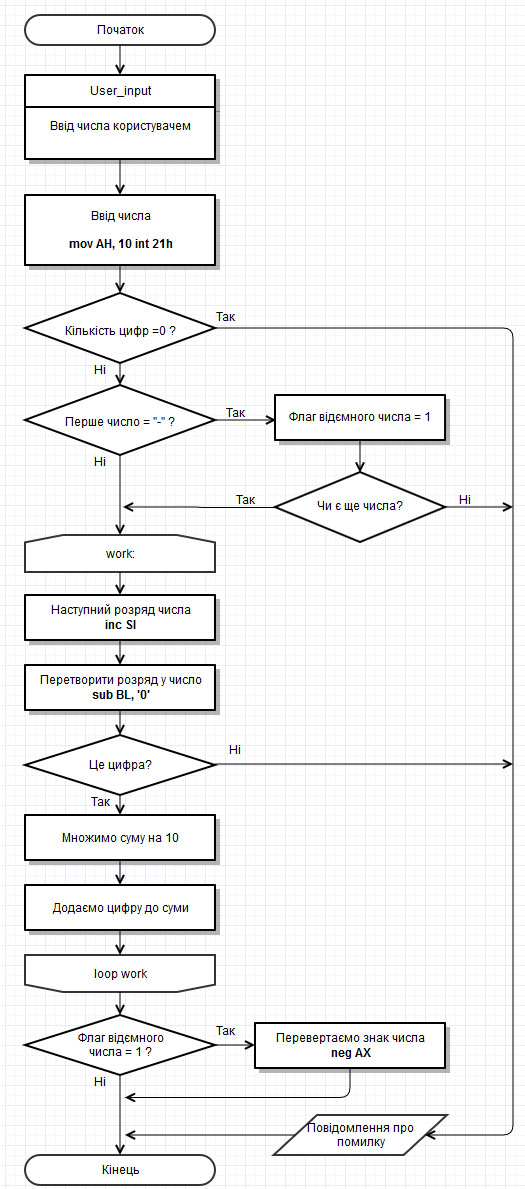 Початок
User_input
Ввід числа користувачем
Ввід числа
mov AH, 10 int 21h
Кількість цифр =0 ?
Так
Ні
Перше число = "-" ?
Так
Флаг відємного числа = 1
Ні
Чи є ще числа?
Так
Ні
work:
Наступний розряд числа
inc SI
Перетворити розряд у число
sub BL, '0'
Це цифра?
Ні
Так
Множимо суму на 10
Додаємо цифру до суми
loop work
Флаг відємного
числа = 1 ?
Так
Перевертаємо знак числа
neg AX
Ні
Повідомлення про
помилку
Кінець